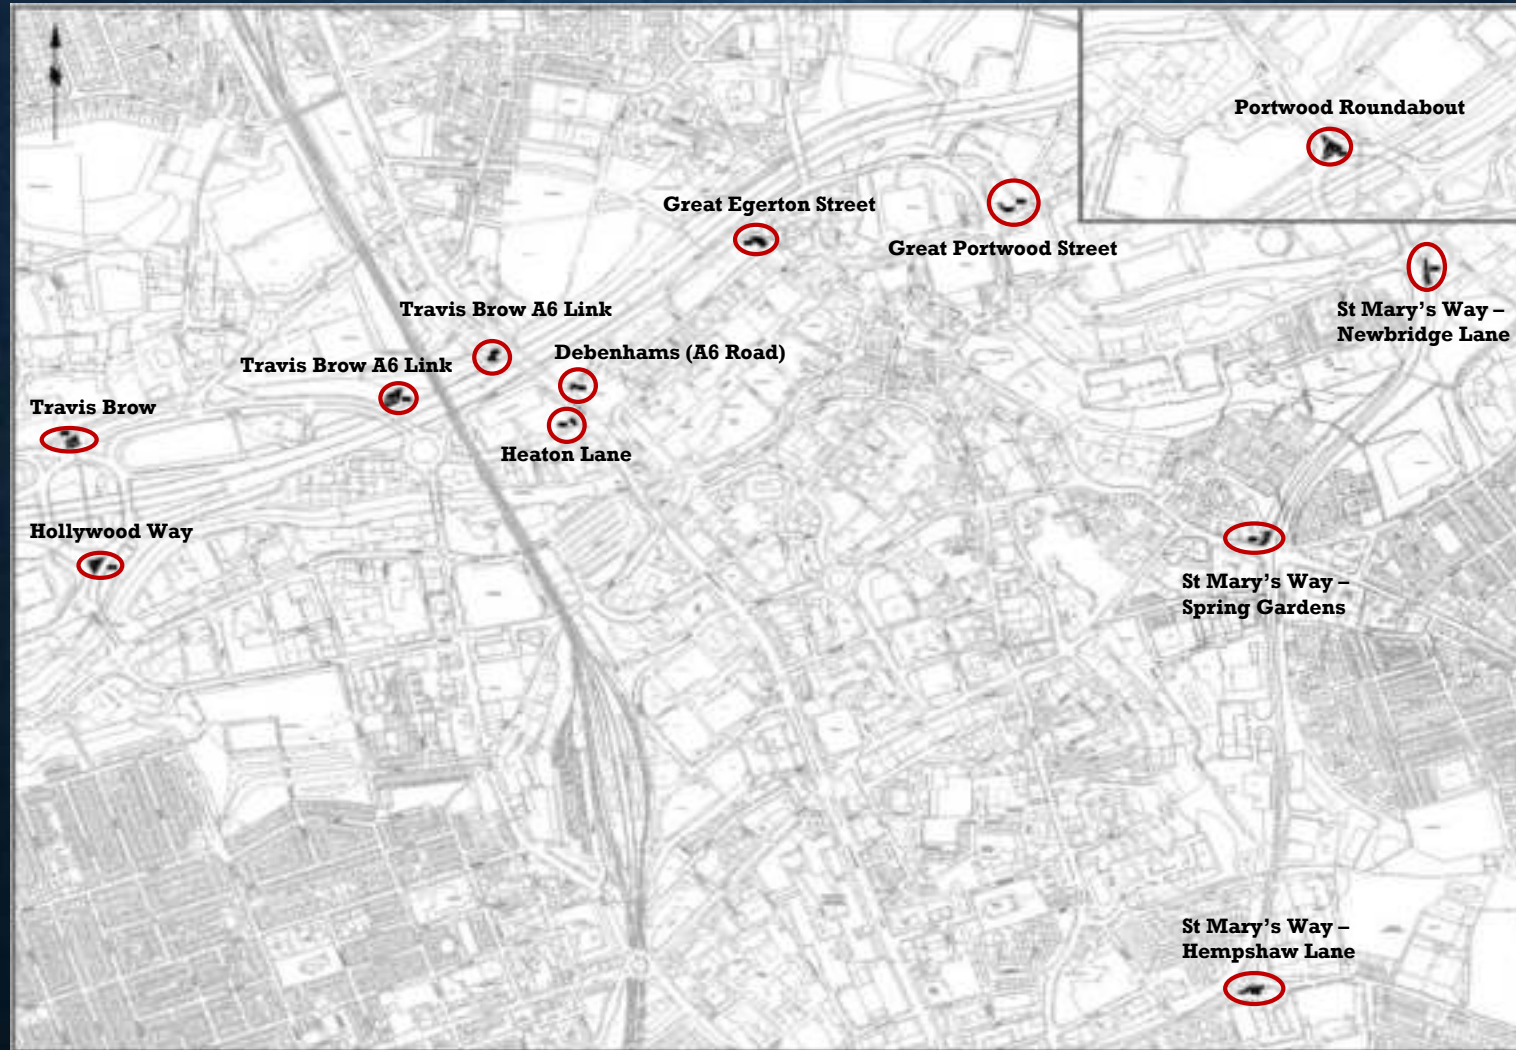 Portwood Roundabout
Great Egerton Street
Great Portwood Street
Travis Brow A6 Link
St Mary's Way –
Newbridge Lane
Debenhams (A6 Road)
Travis Brow A6 Link
Travis Brow
Heaton Lane
Hollywood Way
St Mary's Way –
Spring Gardens
St Mary's Way –
Hempshaw Lane